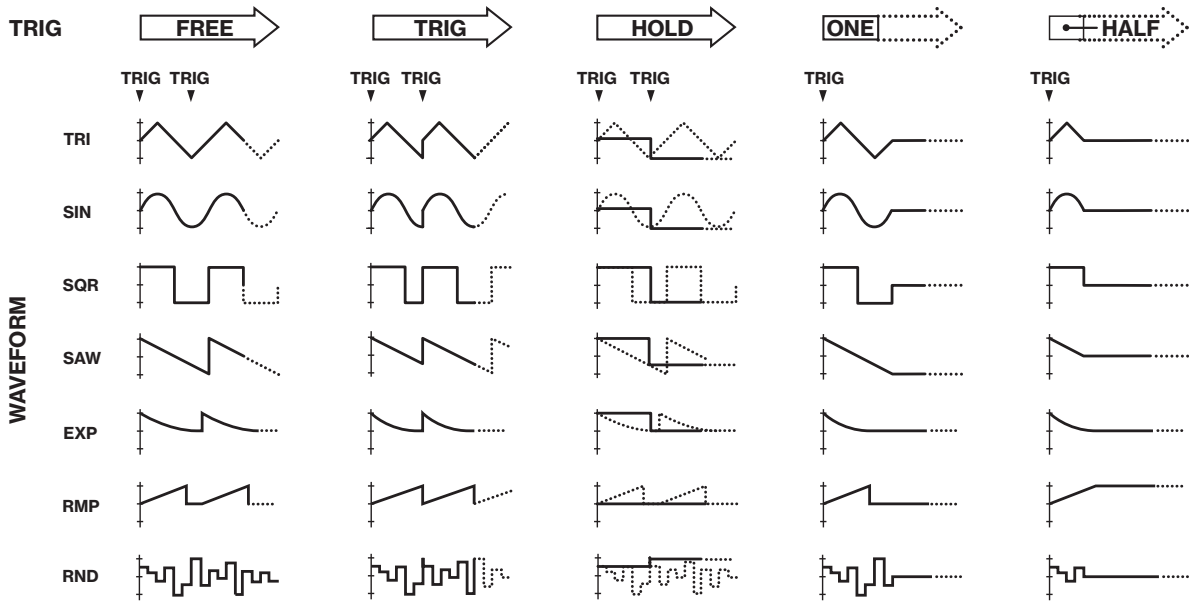 TRIG FREE TRIG HOLD ONE HALF
TRIG TRIG TRIG TRIG TRIG TRIG TRIG TRIG
WAVEFORM
TRI
SIN
SQR
SAW
EXP
RMP
RND